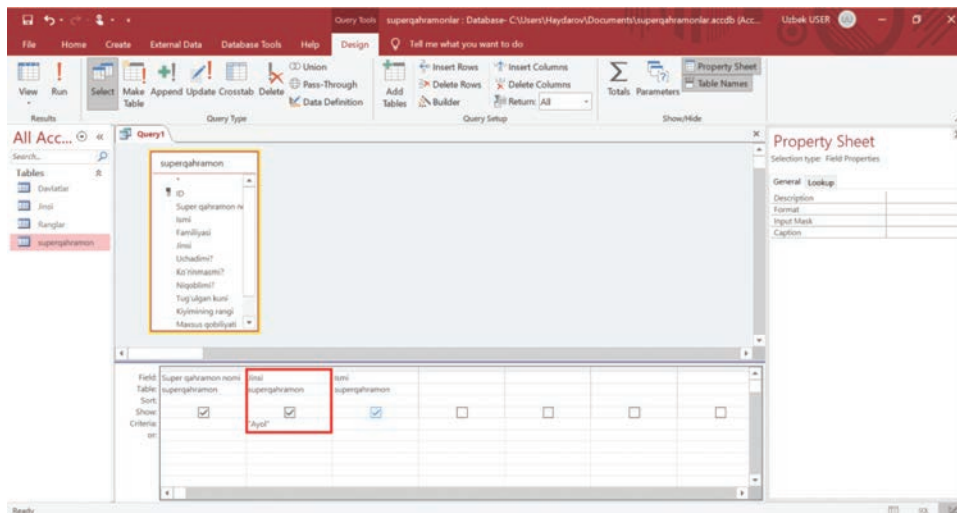 Query Tools superqahramonlar : Database- C:\Users\Haydarov\Documents\superqahramonlar.accdb (Acc... Uzbek USER UU
File Home Create External Data Database Tools Help Design Tell me what you want to do
View Run Select Make Table Append Update Crosstab Delete Union Pass-Through Data Definition Add Tables Insert Rows Delete Rows Builder Insert Columns Delete Columns Return: All Totals Parameters Property Sheet Table Names
Results Query Type Query Setup Show/Hide
All Acc...
Search...
Tables
Davlatlar
Jinsi
Ranglar
superqahramon
Query1
superqahramon
*
ID
Super qahramon n
Ismi
Familiyasi
Jinsi
Uchadimi?
Ko'rinmasmi?
Niqoblimi?
Tug'ulgan kuni
Kiyimining rangi
Maxsus qobiliyati
Field: Super qahramon nomi Jinsi Ismi
Table: superqahramon superqahramon superqahramon
Sort:
Show:
Criteria: "Ayol"
or:
Property Sheet
Selection type: Field Properties
General Lookup
Description
Format
Input Mask
Caption
Ready
SQL